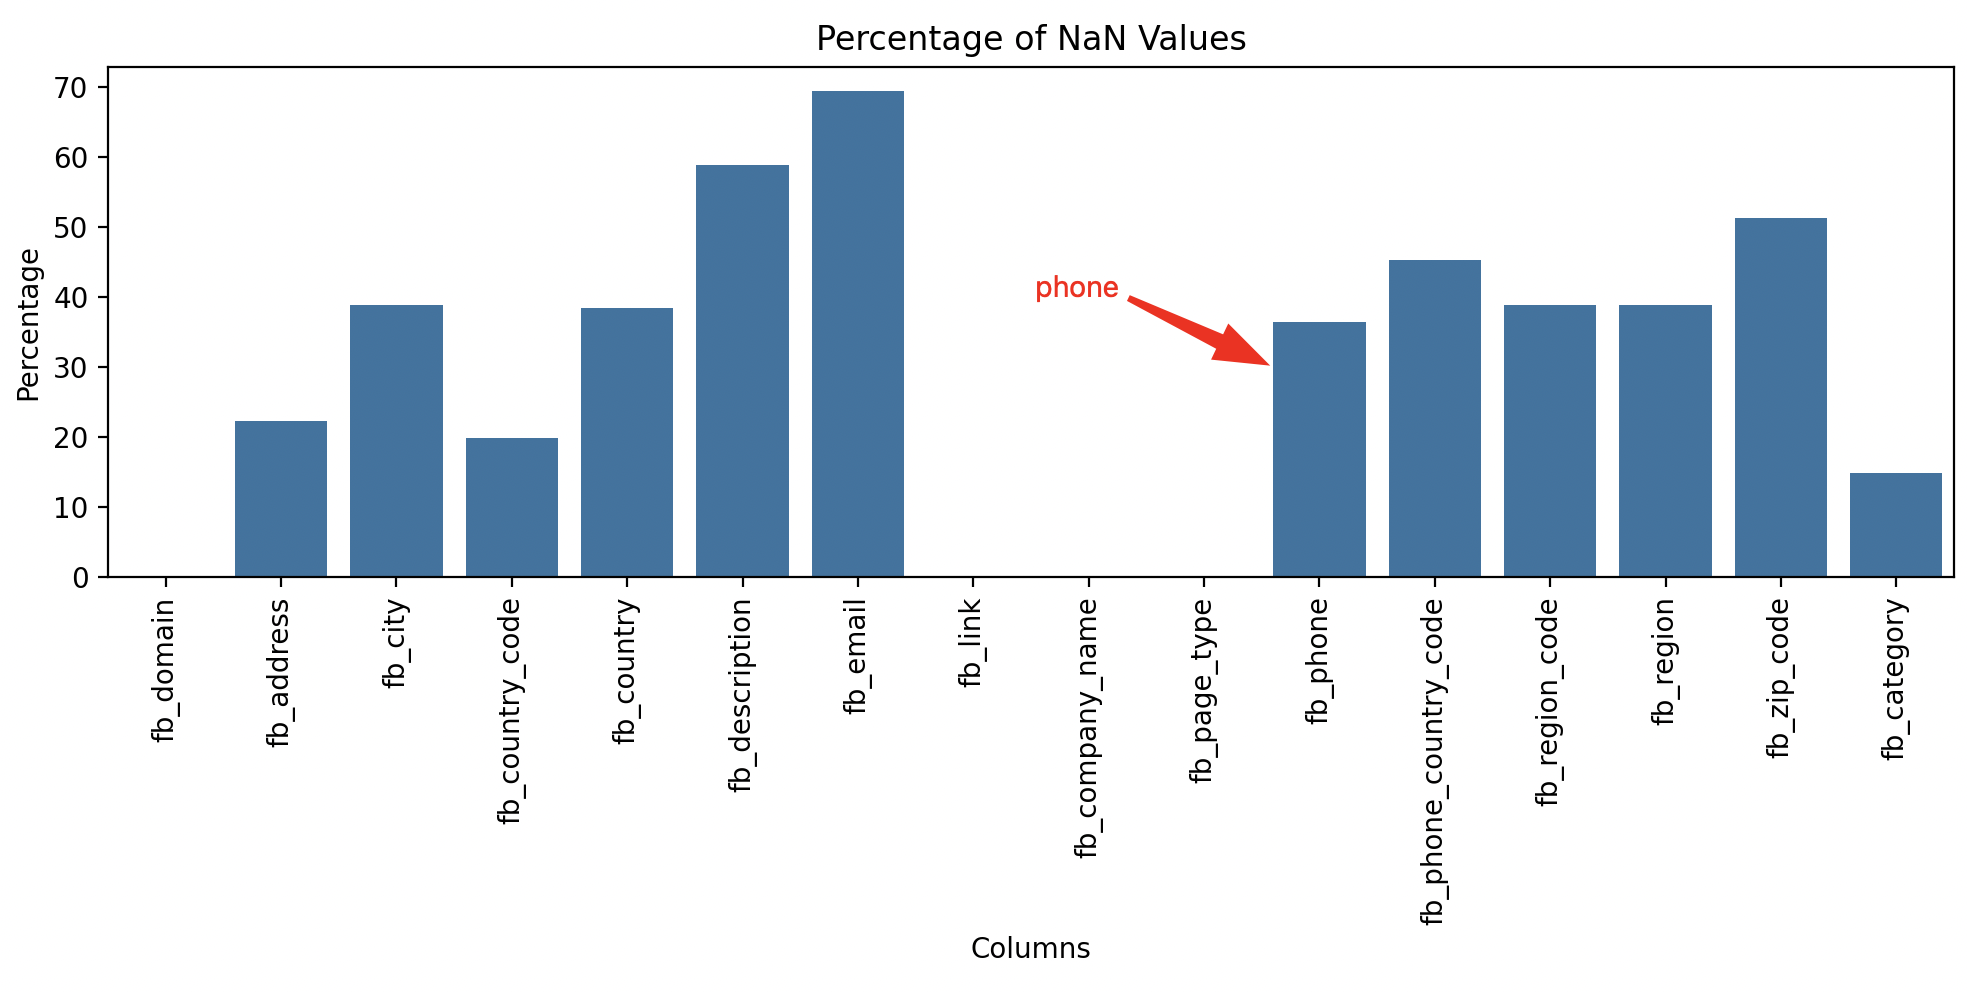 Percentage of NaN Values
Percentage
70
60
50
40
30
20
10
0
phone
fb_domain
fb_address
fb_city
fb_country_code
fb_country
fb_description
fb_email
fb_link
fb_company_name
fb_page_type
fb_phone
fb_phone_country_code
fb_region_code
fb_region
fb_zip_code
fb_category
Columns